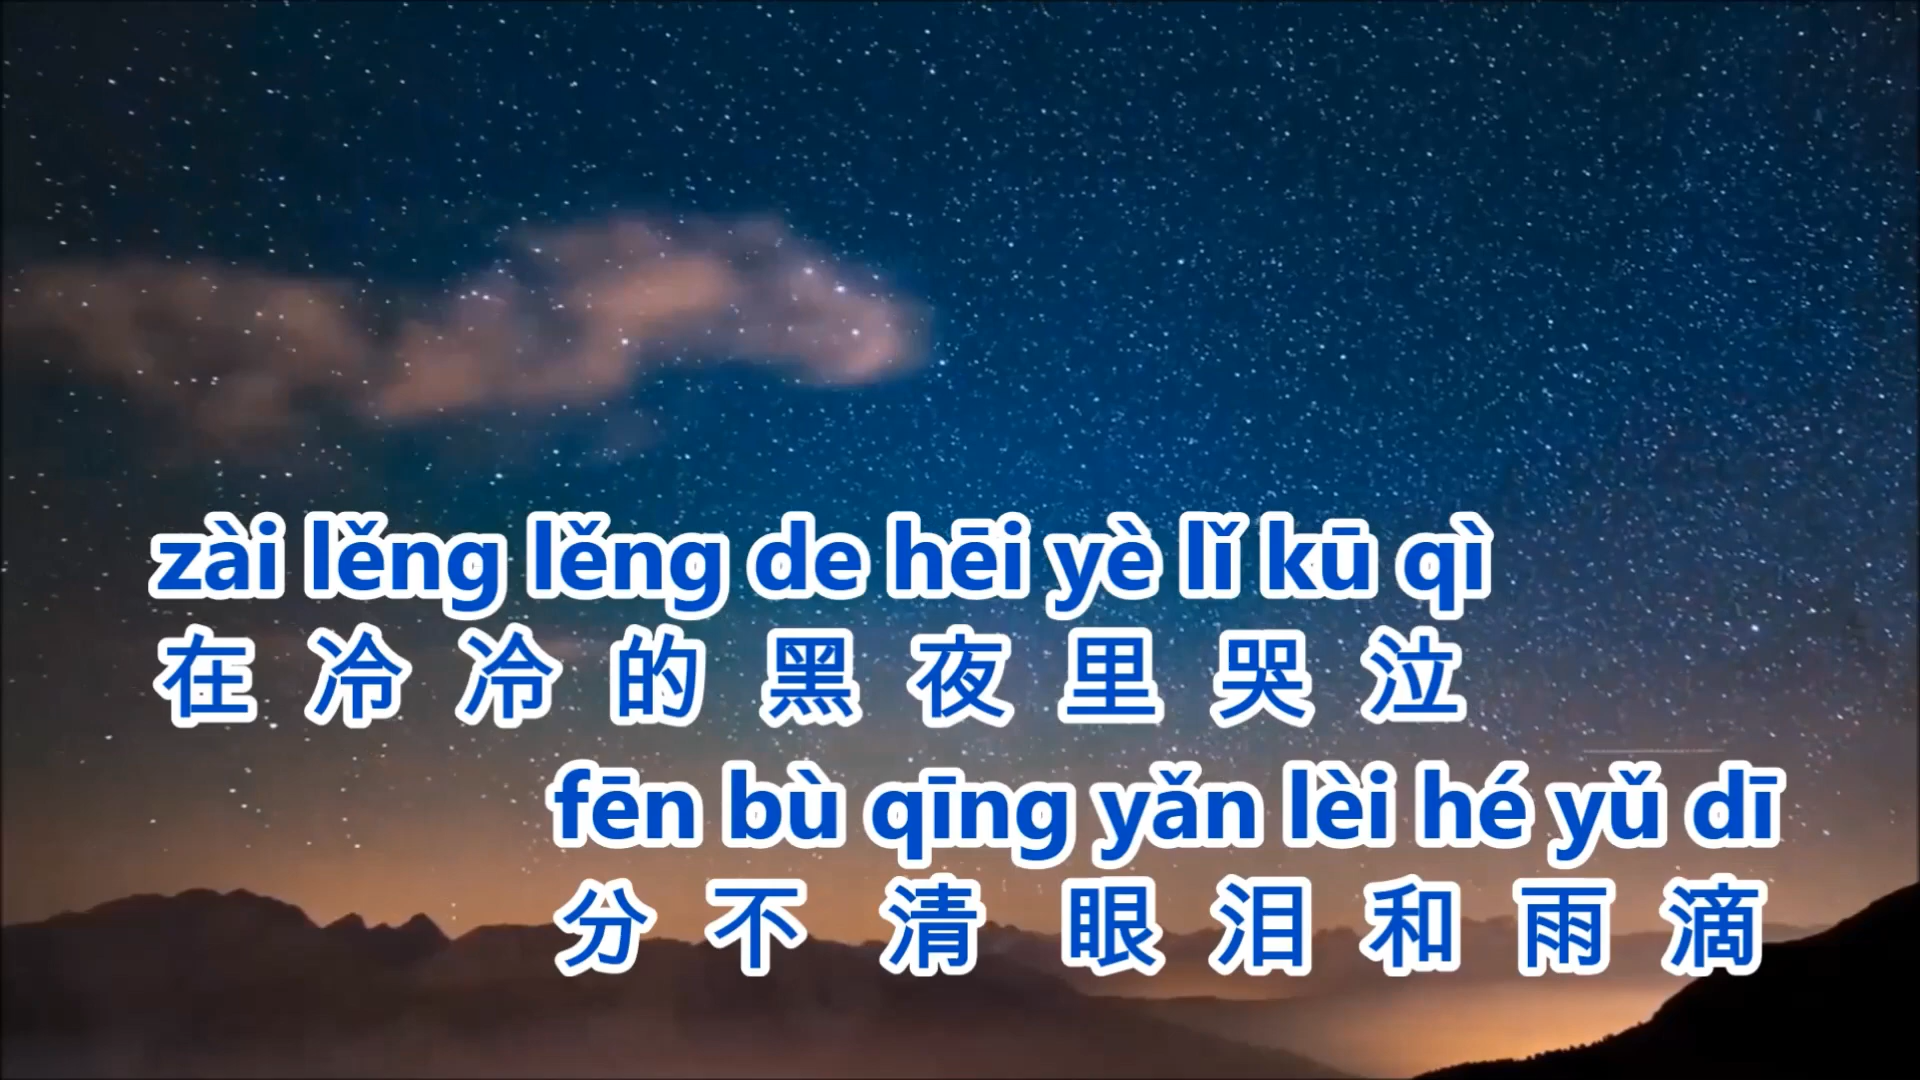 zài lěng lěng de hēi yè lǐ kū qì
在冷冷的黑夜里哭泣
fēn bù qīng yǎn lèi hé yǔ dī
分不清眼泪和雨滴